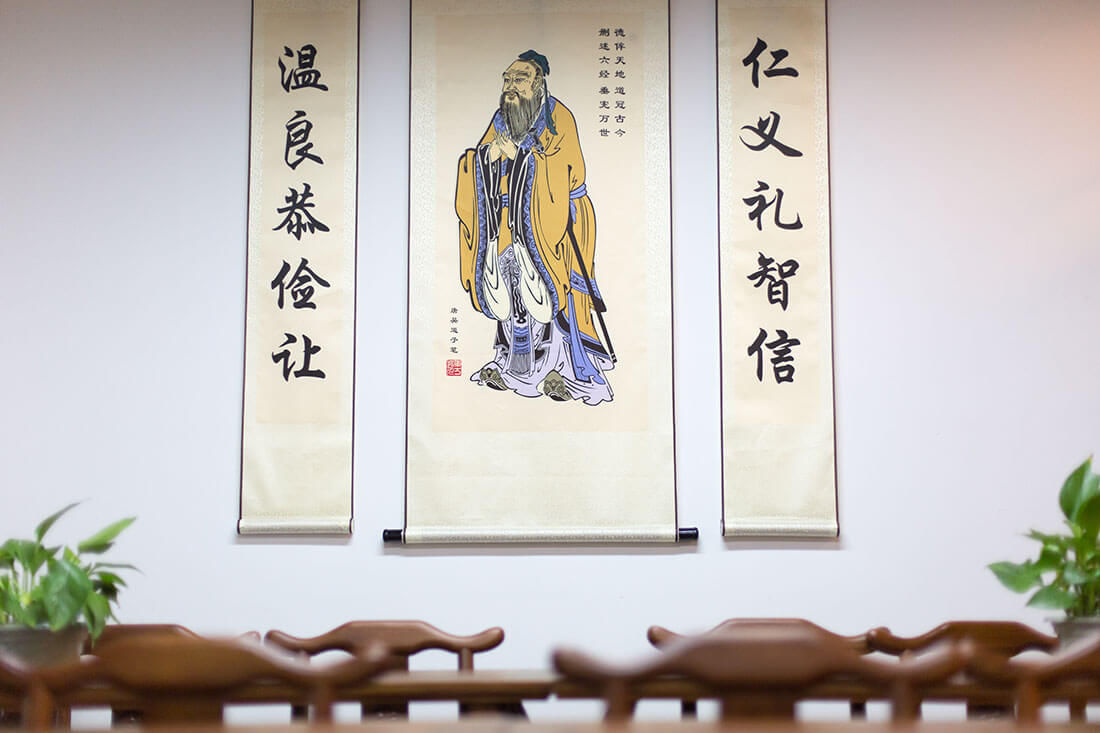 仁义礼智信
德侔天地 道冠古今
删述六经 垂宪万世
唐吴道子笔
温良恭俭让